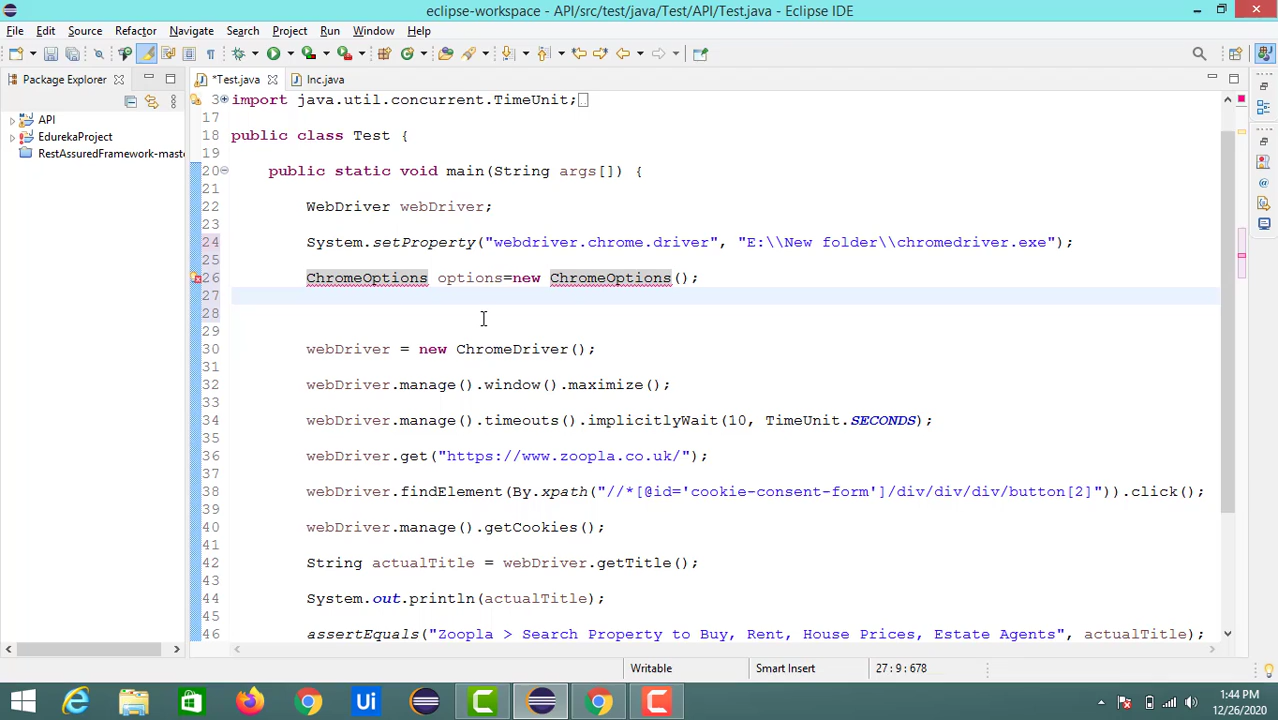 eclipse-workspace - API/src/test/java/Test/API/Test.java - Eclipse IDE
File Edit Source Refactor Navigate Search Project Run Window Help
Package Explorer *Test.java Inc.java
API
EdurekaProject
RestAssuredFramework-maste
3 import java.util.concurrent.TimeUnit;
17
18 public class Test {
19
20 public static void main(String args[]) {
21
22 WebDriver webDriver;
23
24 System.setProperty("webdriver.chrome.driver", "E:\\New folder\\chromedriver.exe");
25
26 ChromeOptions options=new ChromeOptions();
27
28
29
30 webDriver = new ChromeDriver();
31
32 webDriver.manage().window().maximize();
33
34 webDriver.manage().timeouts().implicitlyWait(10, TimeUnit.SECONDS);
35
36 webDriver.get("https://www.zoopla.co.uk/");
37
38 webDriver.findElement(By.xpath("//*[@id='cookie-consent-form']/div/div/div/button[2]")).click();
39
40 webDriver.manage().getCookies();
41
42 String actualTitle = webDriver.getTitle();
43
44 System.out.println(actualTitle);
45
46 assertEquals("Zoopla > Search Property to Buy, Rent, House Prices, Estate Agents", actualTitle);
Writable Smart Insert 27 : 9 : 678
Ui
1:44 PM
12/26/2020